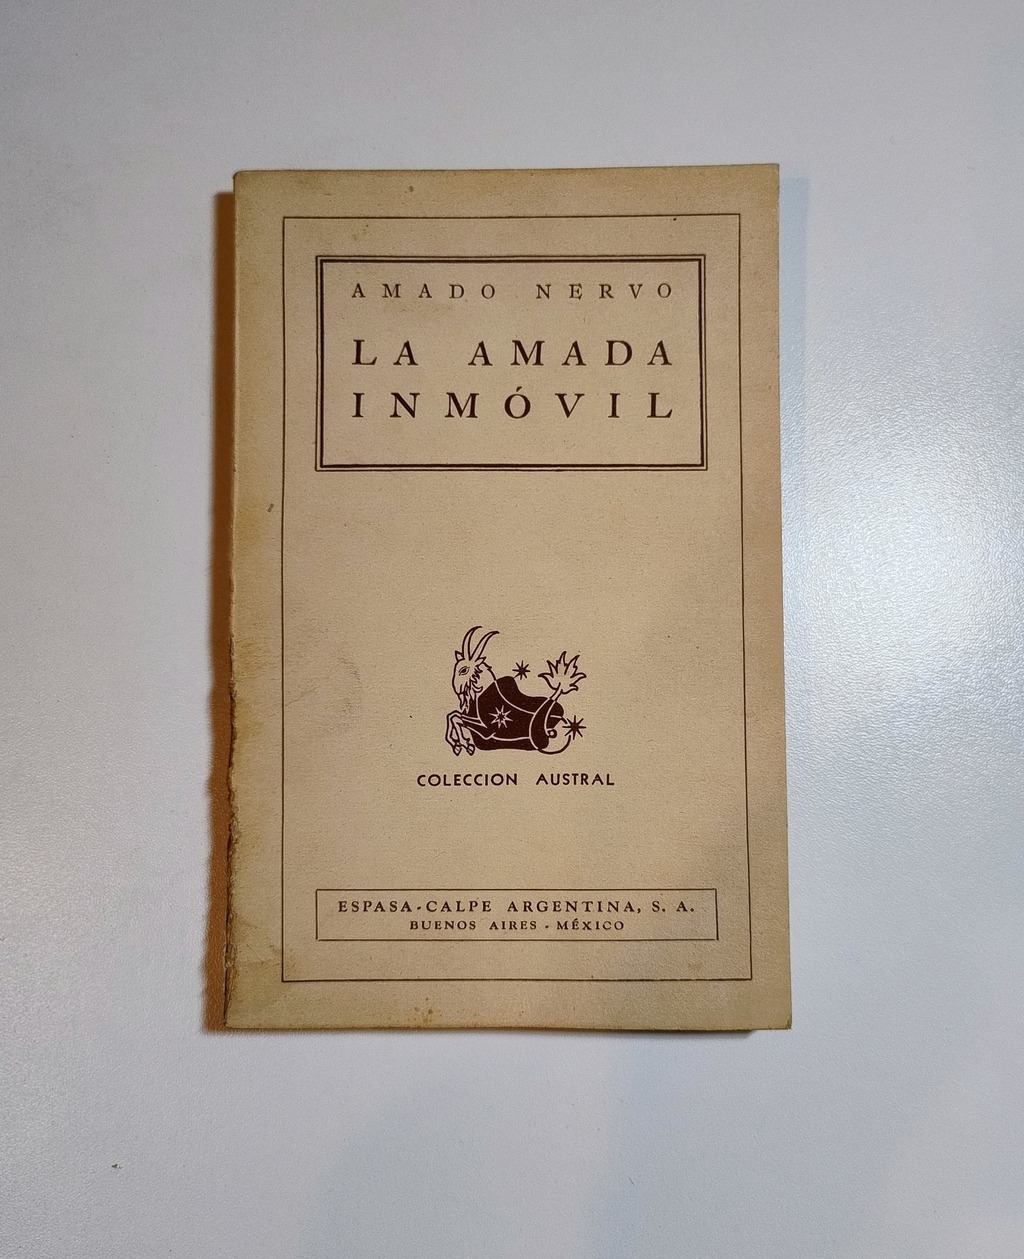 AMADO NERVO
LA AMADA
INMÓVIL
COLECCION AUSTRAL
ESPASA-CALPE ARGENTINA, S. A.
BUENOS AIRES - MÉXICO